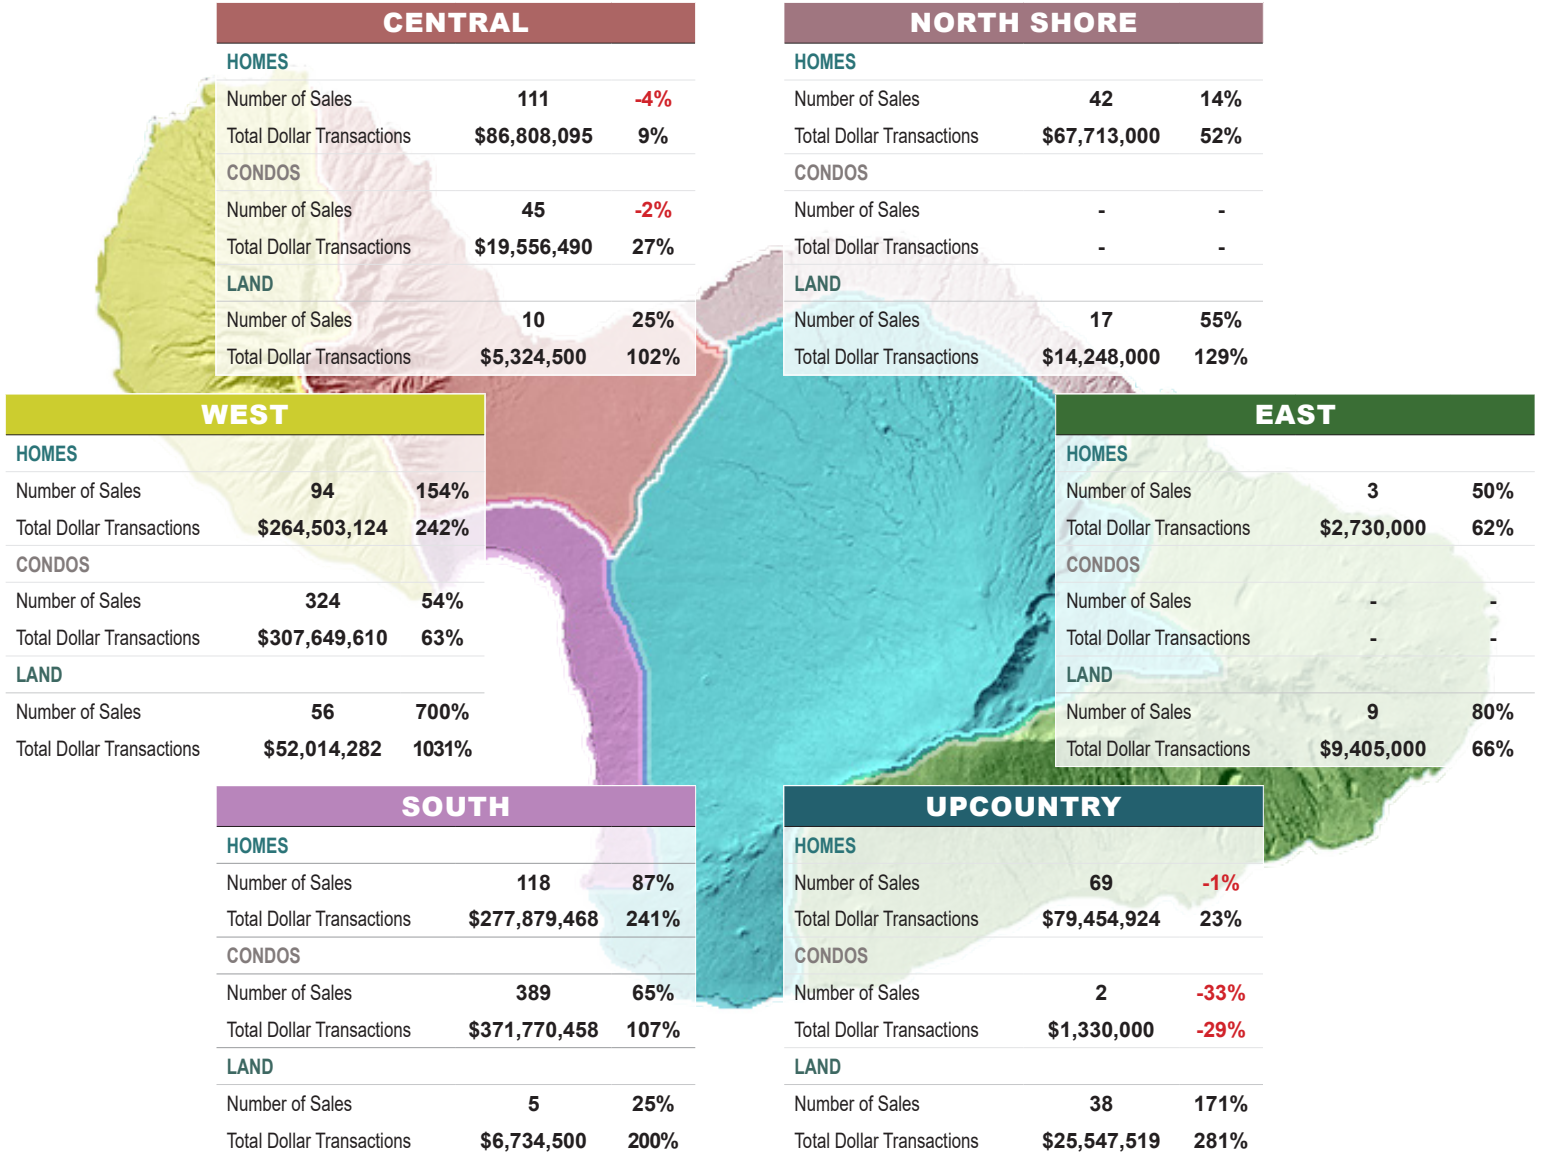 CENTRAL
HOMES
Number of Sales 111 -4%
Total Dollar Transactions $86,808,095 9%
CONDOS
Number of Sales 45 -2%
Total Dollar Transactions $19,556,490 27%
LAND
Number of Sales 10 25%
Total Dollar Transactions $5,324,500 102%
NORTH SHORE
HOMES
Number of Sales 42 14%
Total Dollar Transactions $67,713,000 52%
CONDOS
Number of Sales - -
Total Dollar Transactions - -
LAND
Number of Sales 17 55%
Total Dollar Transactions $14,248,000 129%
WEST
HOMES
Number of Sales 94 154%
Total Dollar Transactions $264,503,124 242%
CONDOS
Number of Sales 324 54%
Total Dollar Transactions $307,649,610 63%
LAND
Number of Sales 56 700%
Total Dollar Transactions $52,014,282 1031%
EAST
HOMES
Number of Sales 3 50%
Total Dollar Transactions $2,730,000 62%
CONDOS
Number of Sales - -
Total Dollar Transactions - -
LAND
Number of Sales 9 80%
Total Dollar Transactions $9,405,000 66%
SOUTH
HOMES
Number of Sales 118 87%
Total Dollar Transactions $277,879,468 241%
CONDOS
Number of Sales 389 65%
Total Dollar Transactions $371,770,458 107%
LAND
Number of Sales 5 25%
Total Dollar Transactions $6,734,500 200%
UPCOUNTRY
HOMES
Number of Sales 69 -1%
Total Dollar Transactions $79,454,924 23%
CONDOS
Number of Sales 2 -33%
Total Dollar Transactions $1,330,000 -29%
LAND
Number of Sales 38 171%
Total Dollar Transactions $25,547,519 281%